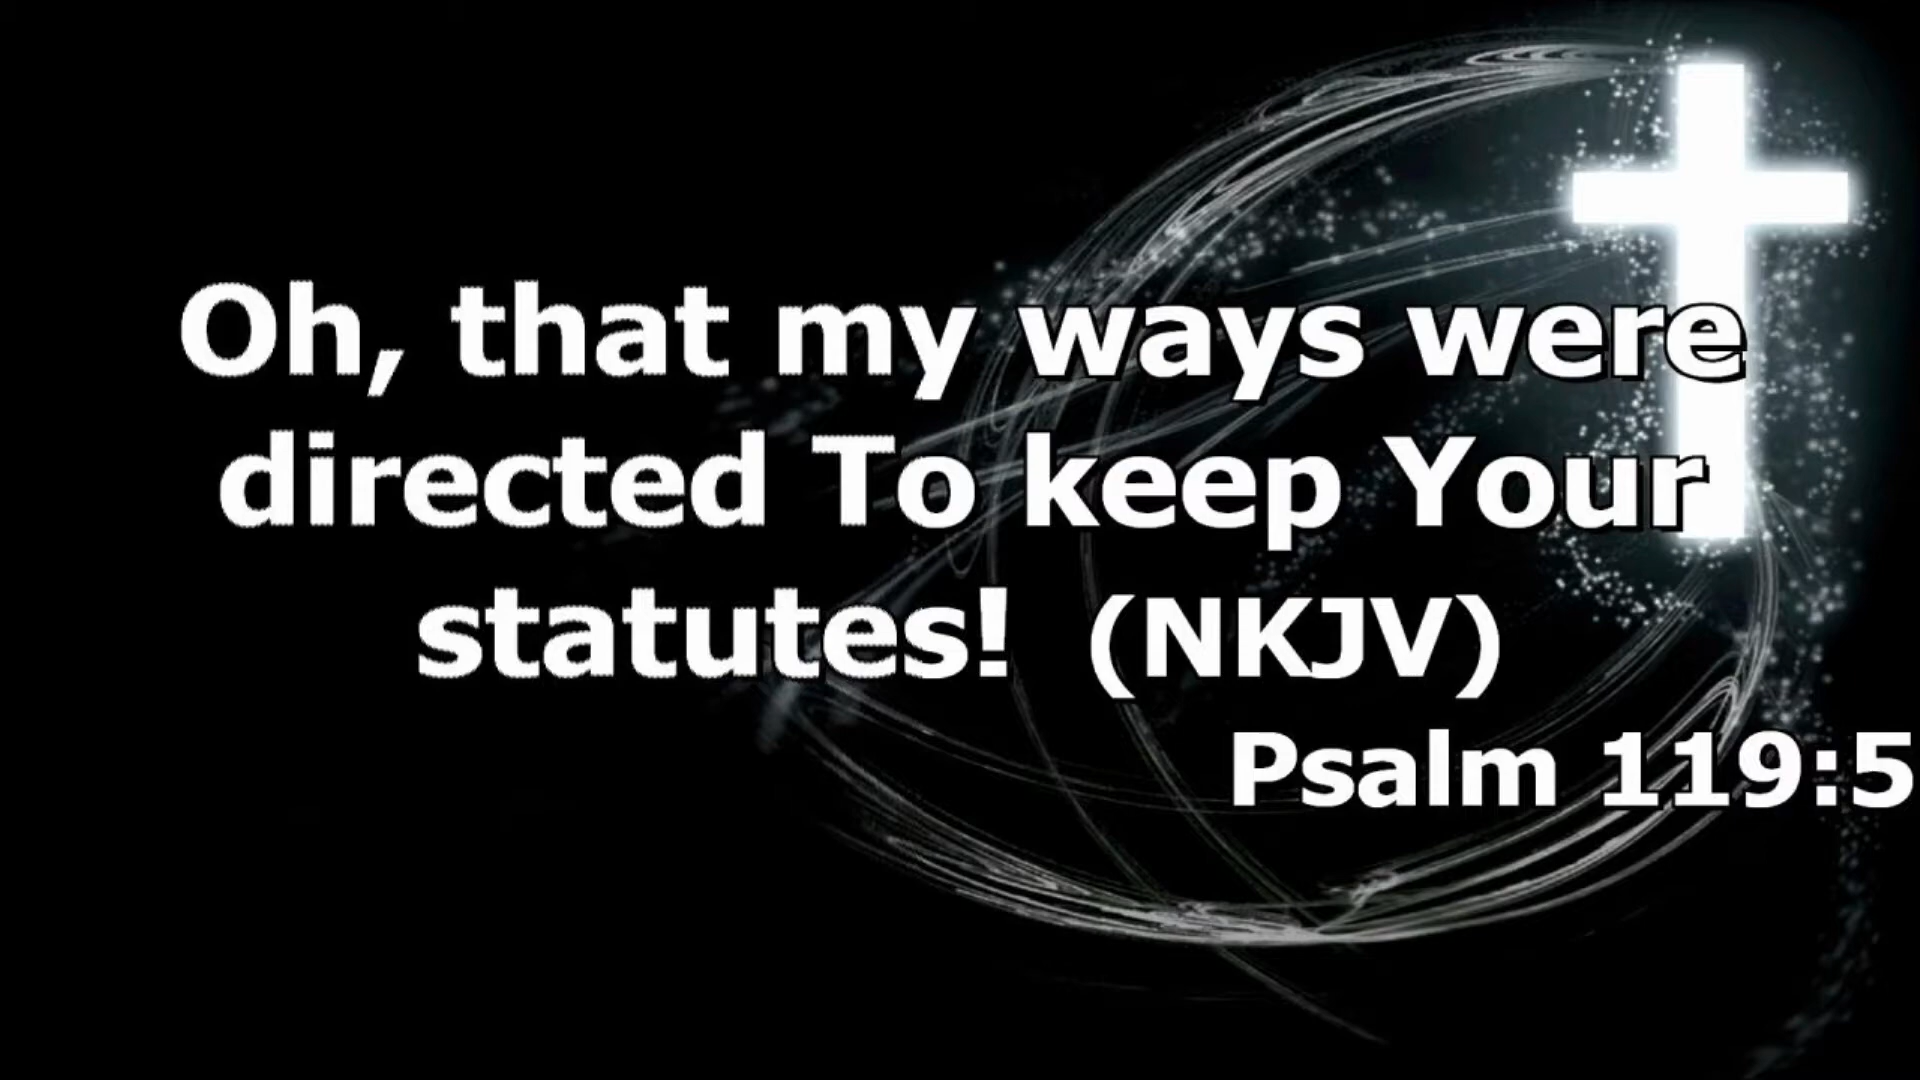 Oh, that my ways were
directed To keep Your
statutes! (NKJV)
Psalm 119:5